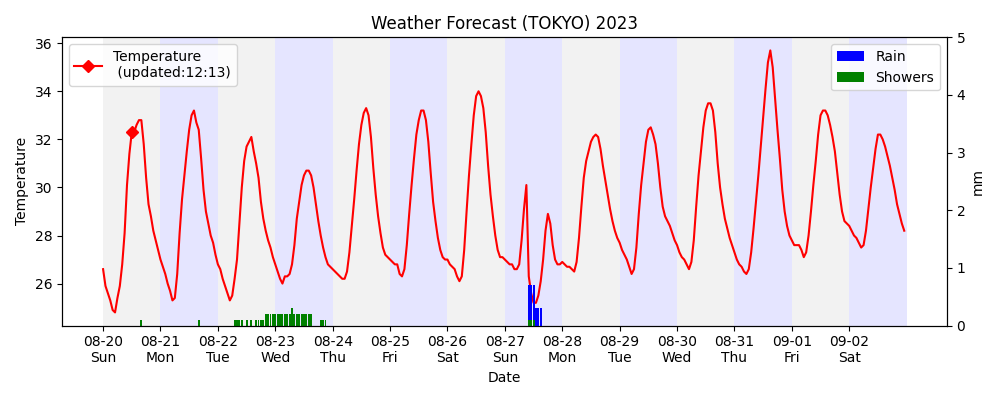 Weather Forecast (TOKYO) 2023
Temperature
(updated:12:13)
Rain
Showers
Temperature
36
34
32
30
28
26
5
4
3
2
1
0
mm
08-20 08-21 08-22 08-23 08-24 08-25 08-26 08-27 08-28 08-29 08-30 08-31 09-01 09-02
Sun Mon Tue Wed Thu Fri Sat Sun Mon Tue Wed Thu Fri Sat
Date